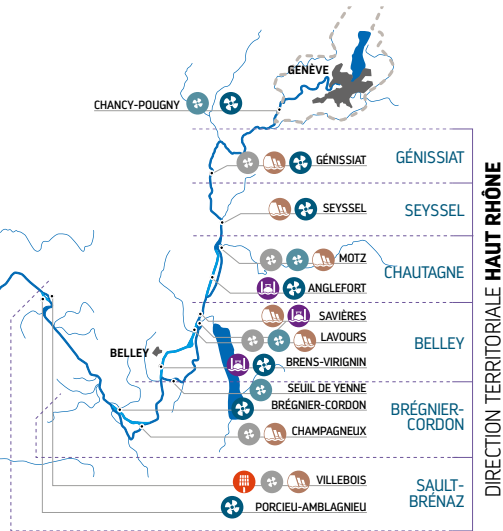 GENÈVE
CHANCY-POUGNY
GÉNISSIAT
GÉNISSIAT
SEYSSEL
SEYSSEL
MOTZ
CHAUTAGNE
ANGLEFORT
SAVIÈRES
LAVOURS
BELLEY
BELLEY
BRENS-VIRIGNIN
SEUIL DE YENNE
BRÉGNIER-CORDON
BRÉGNIER-
CORDON
CHAMPAGNEUX
VILLEBOIS
SAULT-
BRÉNAZ
PORCIEU-AMBLAGNIEU
DIRECTION TERRITORIALE HAUT RHÔNE